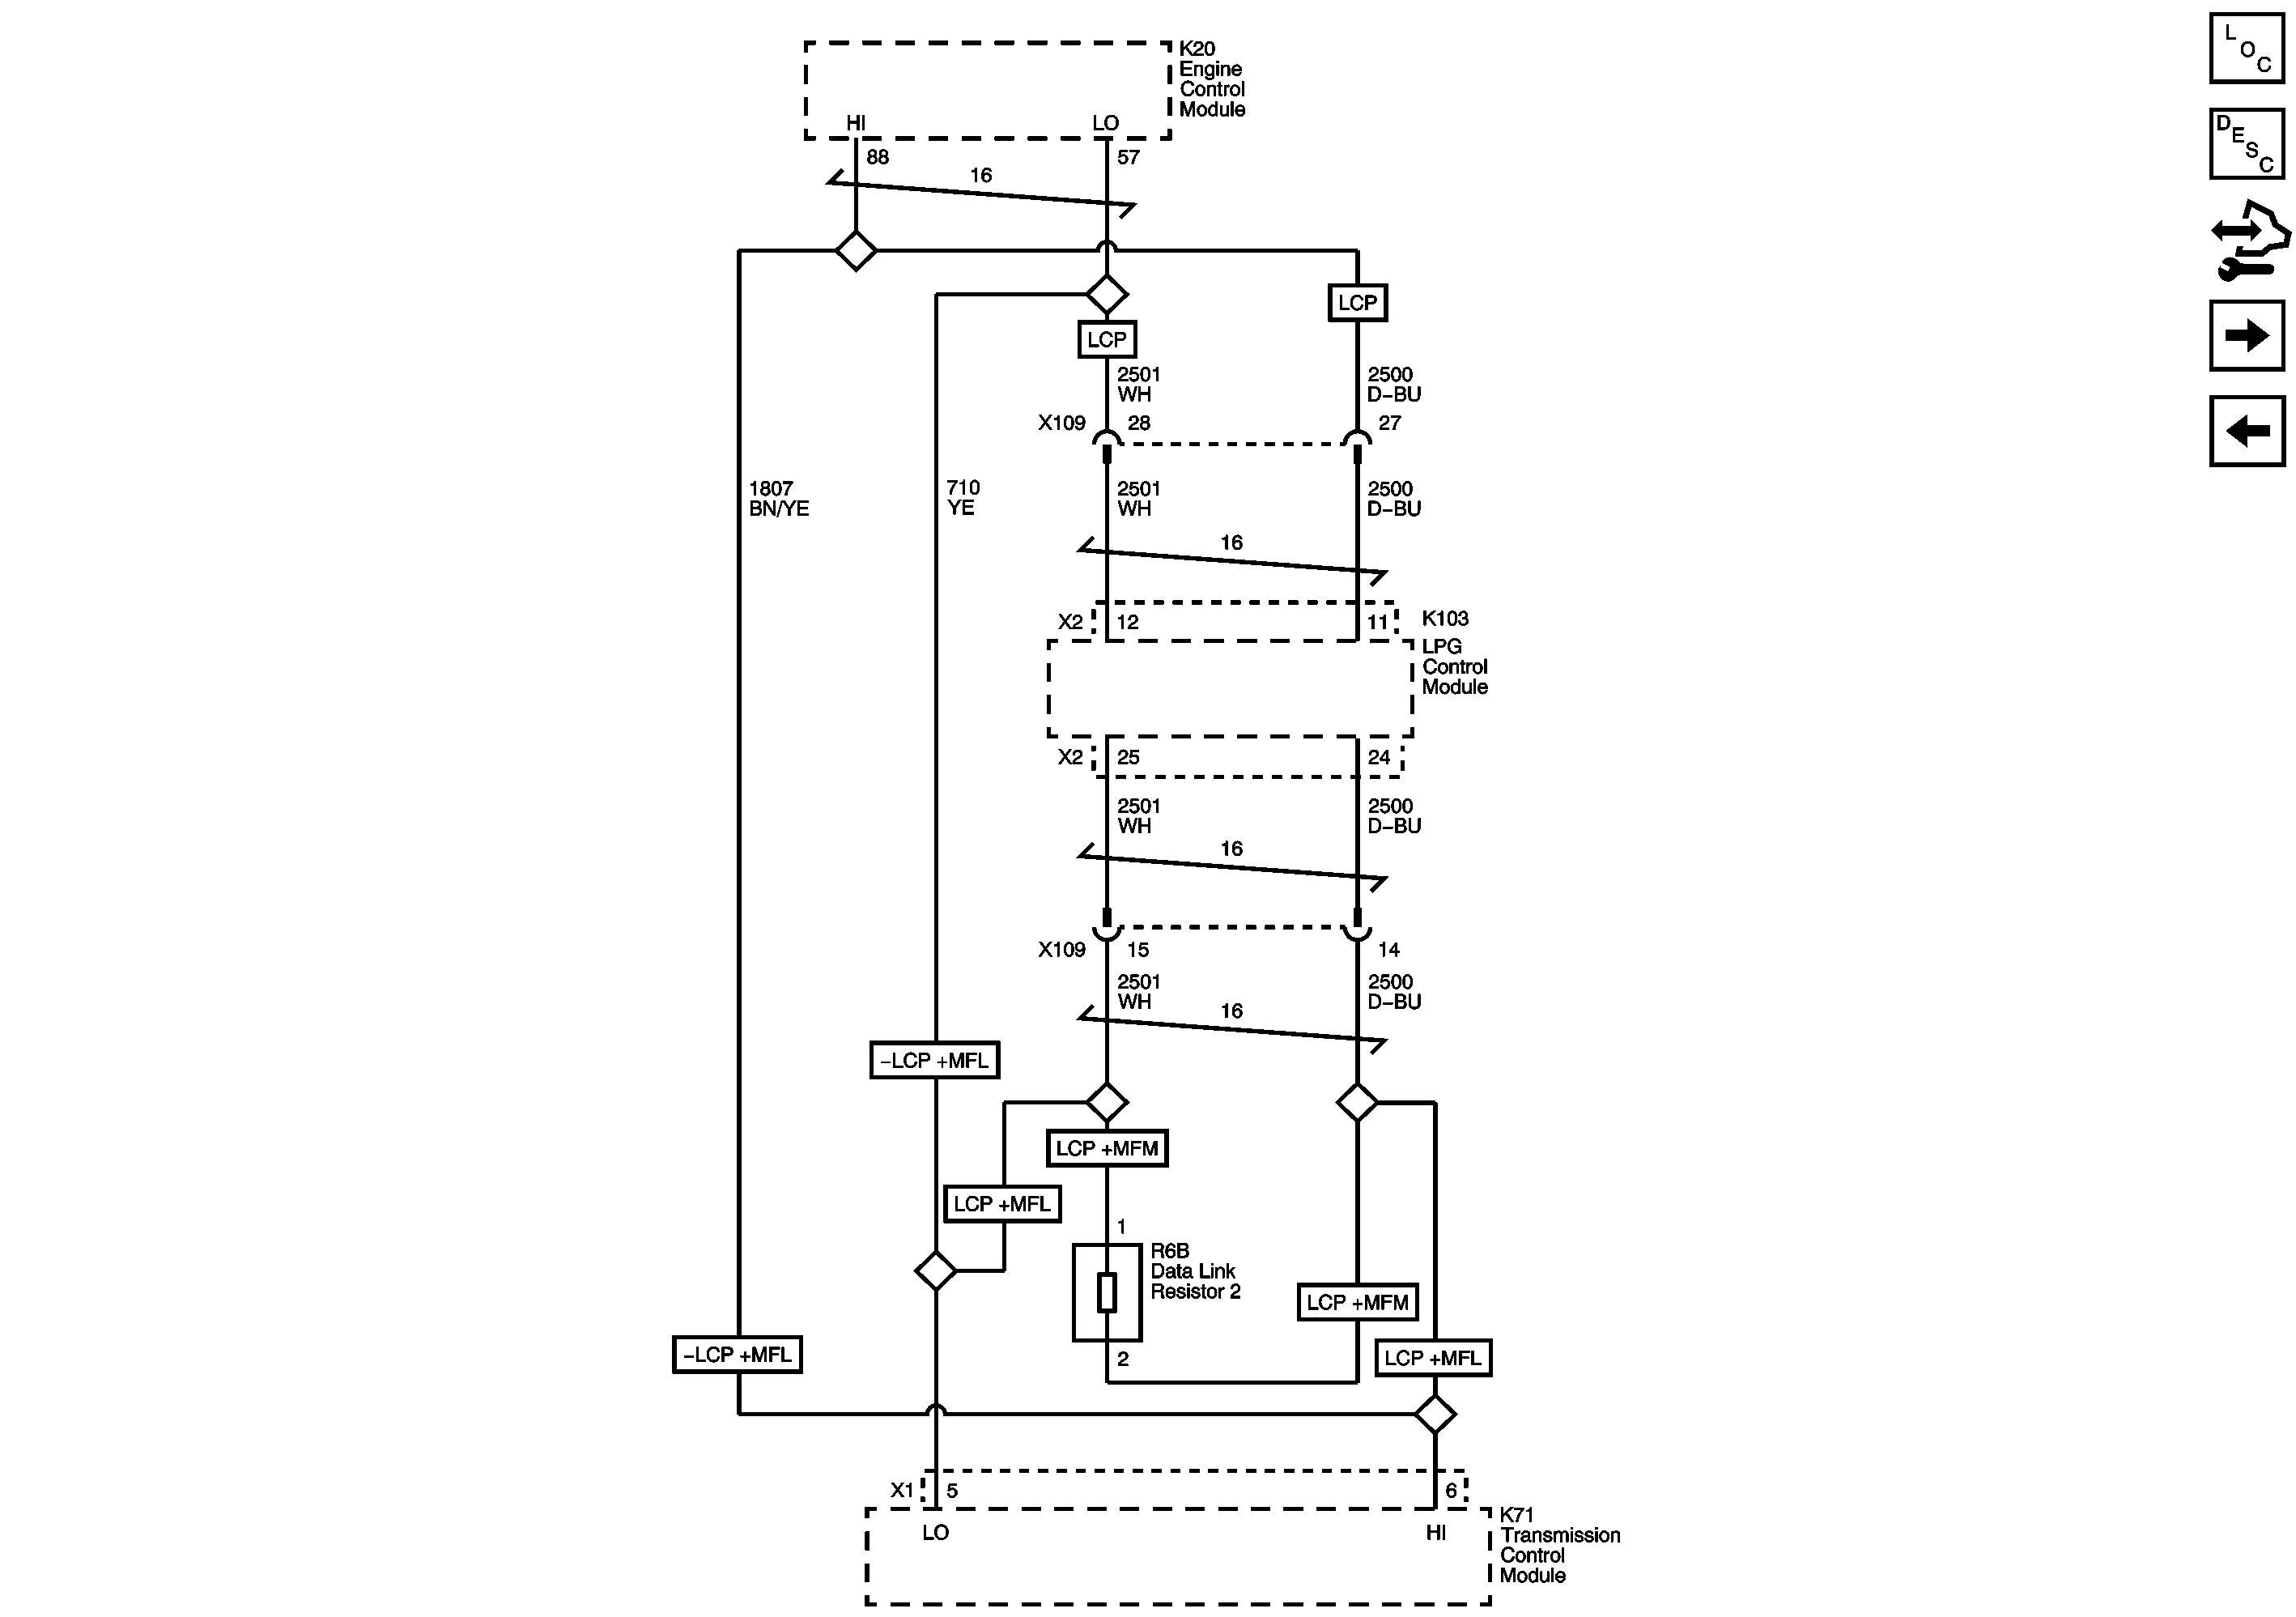 K20
Engine
Control
Module
HI
LO
88
57
16
LCP
LCP
2501
WH
2500
D-BU
X109
28
27
1807
BN/YE
710
YE
2501
WH
2500
D-BU
16
X2
12
11
K103
LPG
Control
Module
X2
25
24
2501
WH
2500
D-BU
16
X109
15
14
2501
WH
2500
D-BU
16
-LCP +MFL
LCP +MFM
LCP +MFL
1
R6B
Data Link
Resistor 2
LCP +MFM
-LCP +MFL
2
LCP +MFL
X1
5
6
LO
HI
K71
Transmission
Control
Module
LOC
DESC